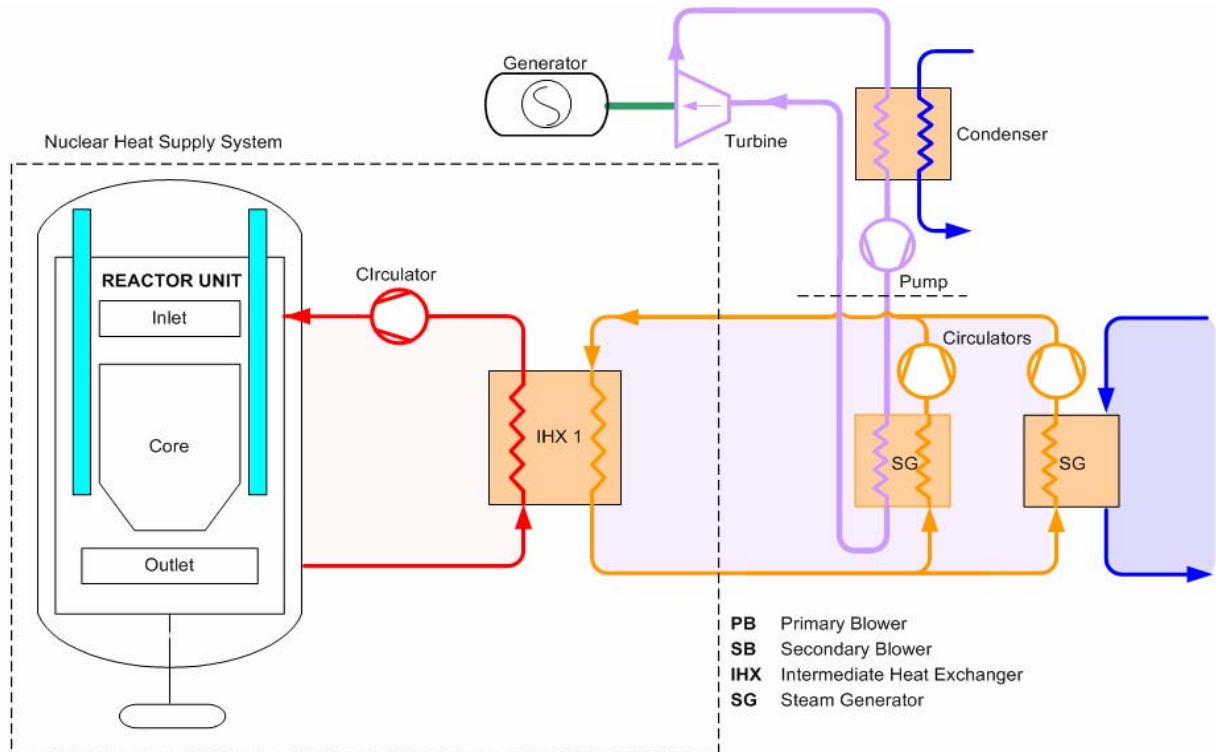 Generator
Turbine
Condenser
Nuclear Heat Supply System
REACTOR UNIT
Inlet
CIrculator
Pump
Circulators
Core
IHX 1
SG
SG
Outlet
PB Primary Blower
SB Secondary Blower
IHX Intermediate Heat Exchanger
SG Steam Generator